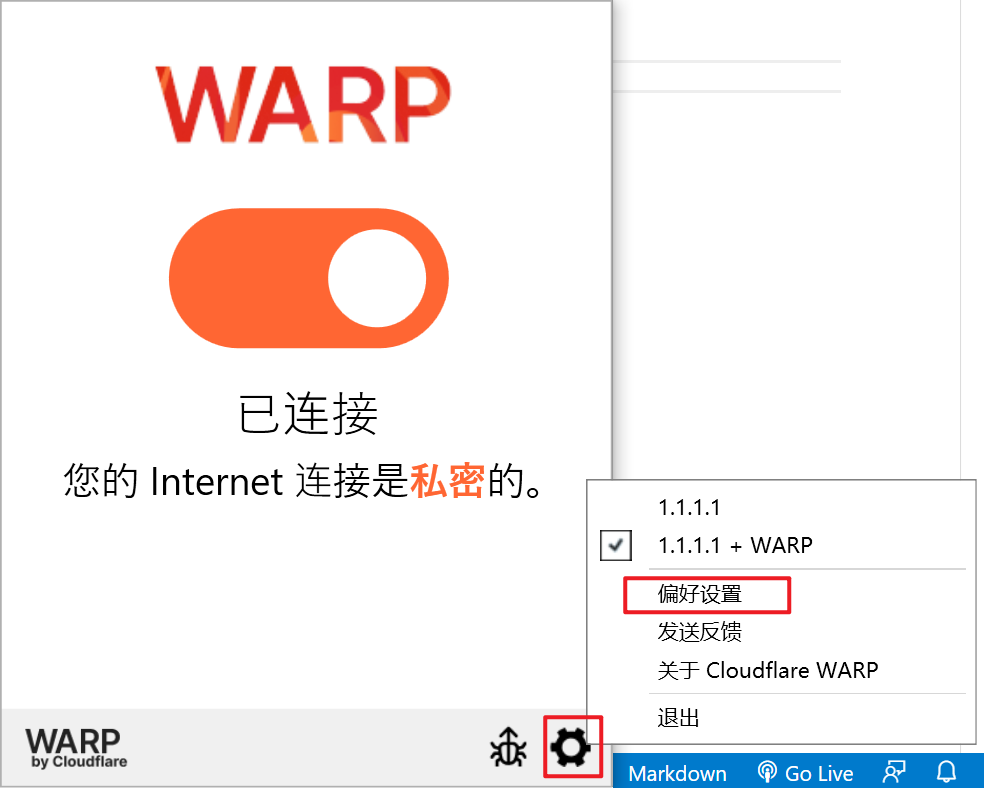 WARP
已连接
您的 Internet 连接是私密的。
1.1.1.1
1.1.1.1 + WARP
偏好设置
发送反馈
关于 Cloudflare WARP
退出
WARP
by Cloudflare
Markdown
Go Live